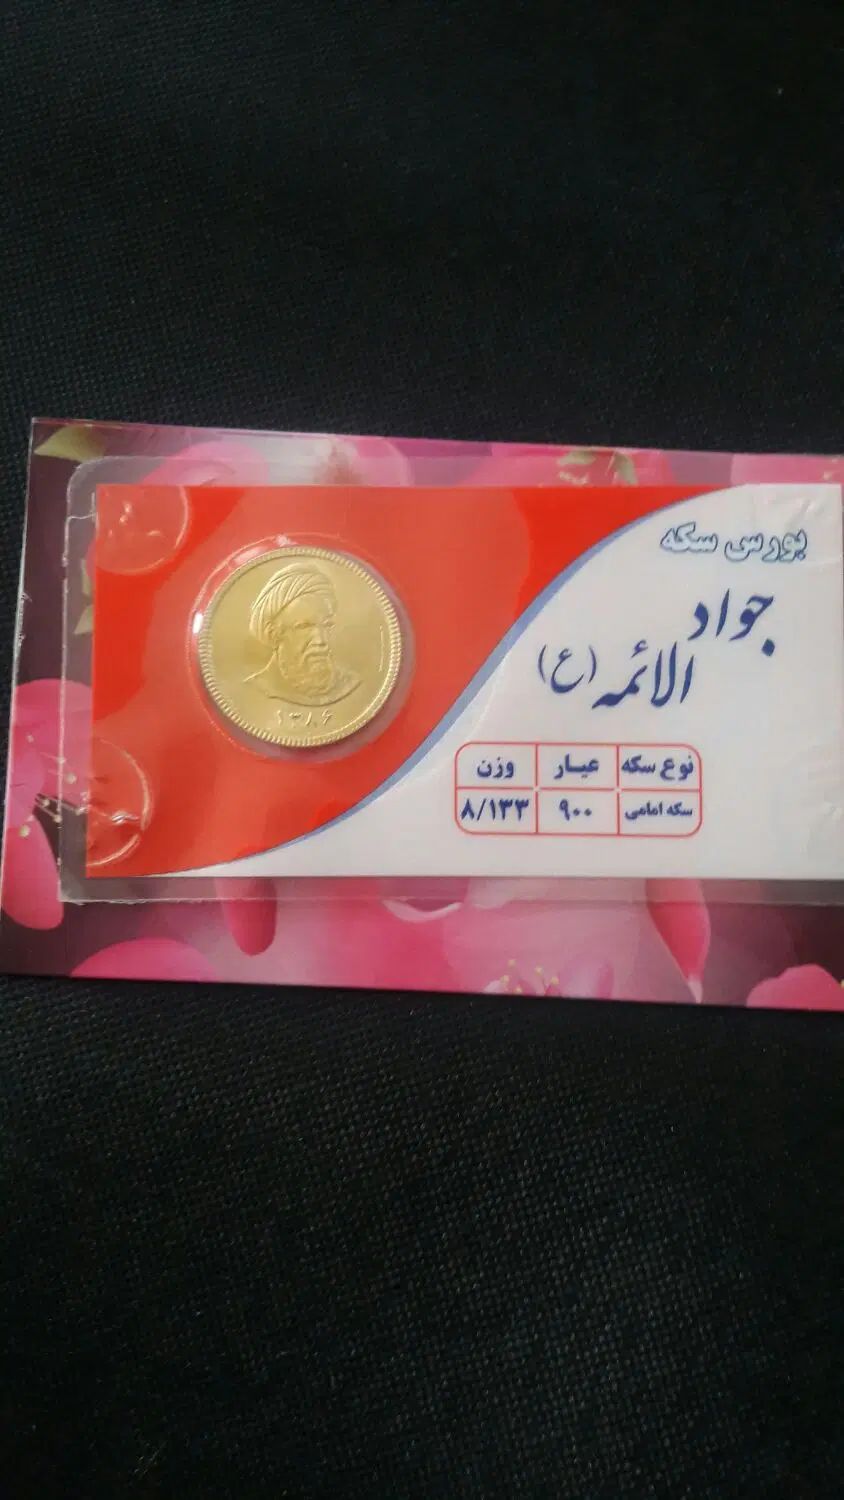 بورس سکه
جواد
الائمه (ع)
نوع سکه عیار وزن
سکه امامی ۹۰۰ ۸/۱۳۳
۱۳۸۶